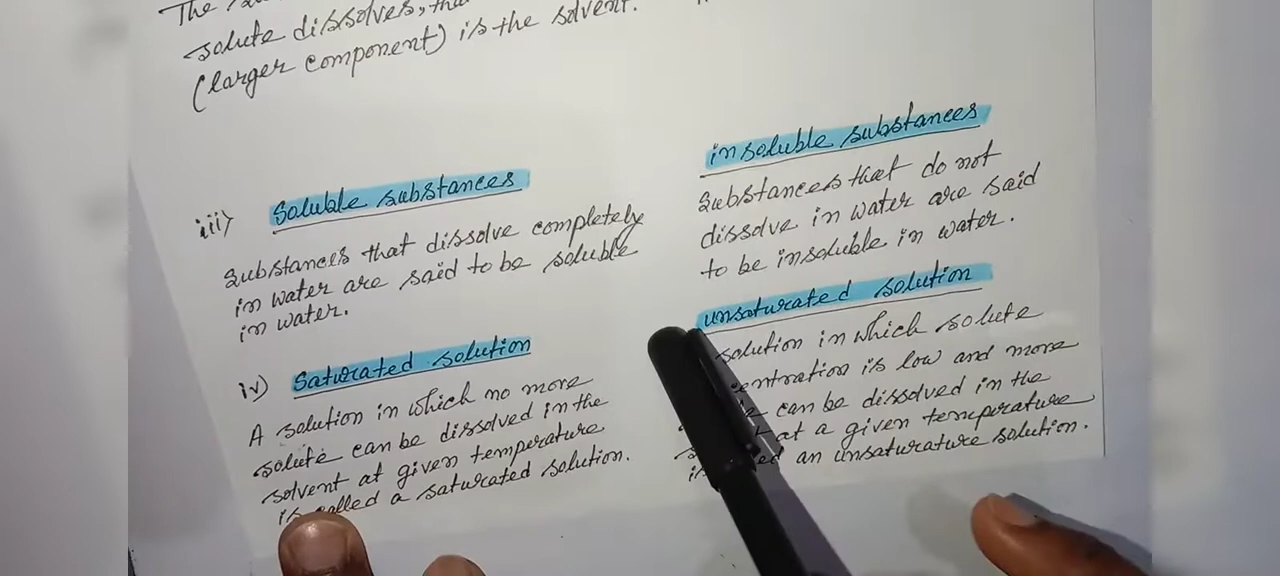 The
solute dissolves,
(larger component) is the solvent.
iii) Soluble substances
Substances that dissolve completely
in water are said to be soluble
in water.
iv) Saturated solution
A solution in which no more
solute can be dissolved in the
solvent at given temperature
is called a saturated solution.
insoluble substances
Substances that do not
dissolve in water are said
to be insoluble in water.
unsaturated solution
solution in which solute
is low and more
can be dissolved in the
at a given temperature
an unsaturature solution.